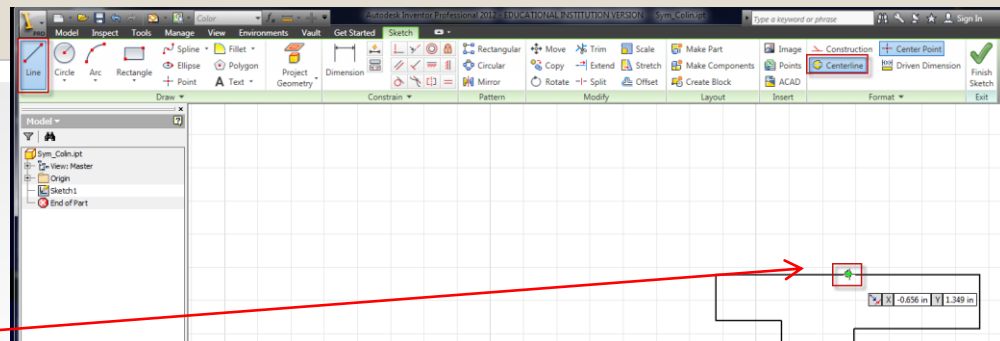 Color
Autodesk Inventor Professional 2012 - EDUCATIONAL INSTITUTION VERSION Sym_Colin.ipt
Type a keyword or phrase
Sign In
PRO
Model Inspect Tools Manage View Environments Vault Get Started Sketch
Line
Circle
Arc
Rectangle
Spline
Ellipse
Point
Fillet
Polygon
A Text
Project
Geometry
Dimension
Rectangular
Circular
Mirror
Move
Copy
Rotate
Trim
Extend
Split
Scale
Stretch
Offset
Make Part
Make Components
Create Block
Image
Points
ACAD
Construction
Centerline
Center Point
Driven Dimension
Finish
Sketch
Draw
Constrain
Pattern
Modify
Layout
Insert
Format
Exit
Model
Sym_Colin.ipt
View: Master
Origin
Sketch1
End of Part
X -0.656 in Y 1.349 in